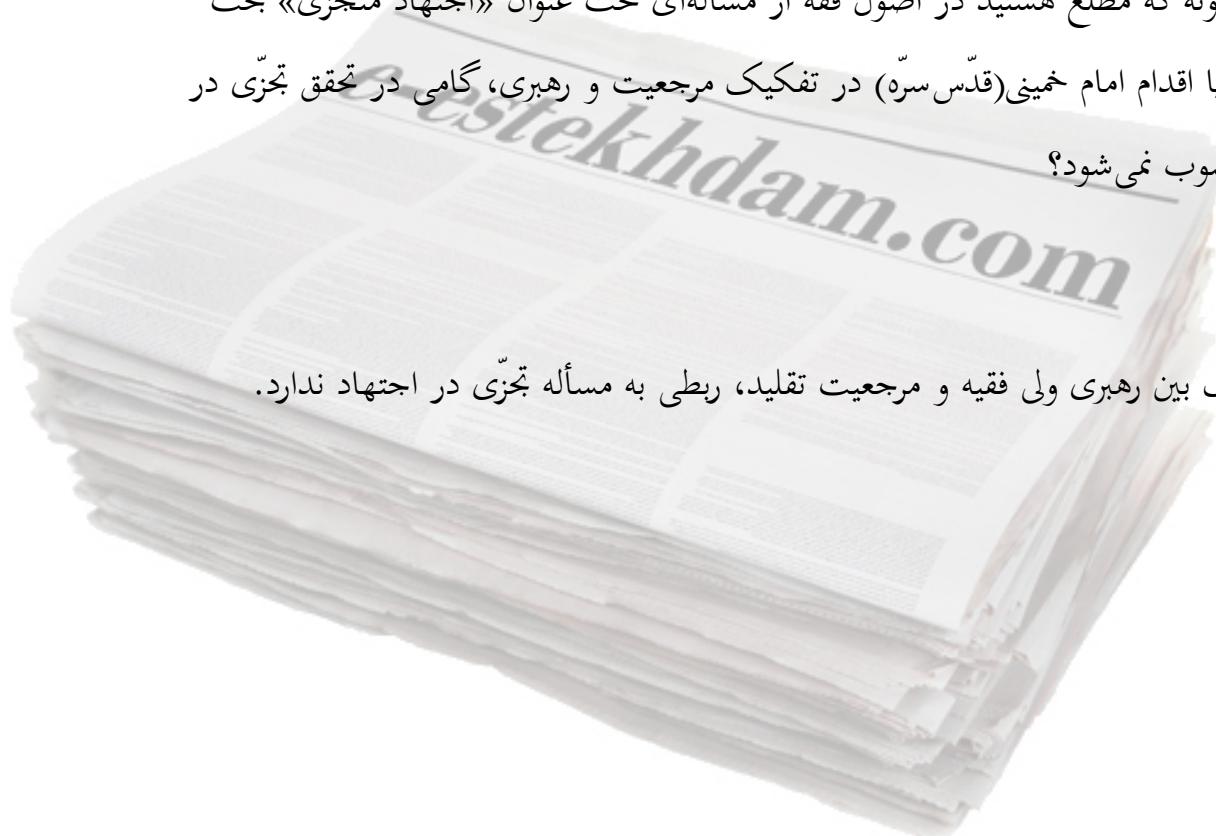 ونه که مطلع هستید در اصول فقه از مسأله‌ای تحت عنوان «اجتهاد متجزی» بحث
با اقدام امام خمینی(قدّس‌سرّه) در تفکیک مرجعیت و رهبری، گامی در تحقق تجزّی در
سوب نمی‌شود؟
e-estekhdam.com
بین رهبری ولی فقیه و مرجعیت تقلید، ربطی به مسأله تجزّی در اجتهاد ندارد.